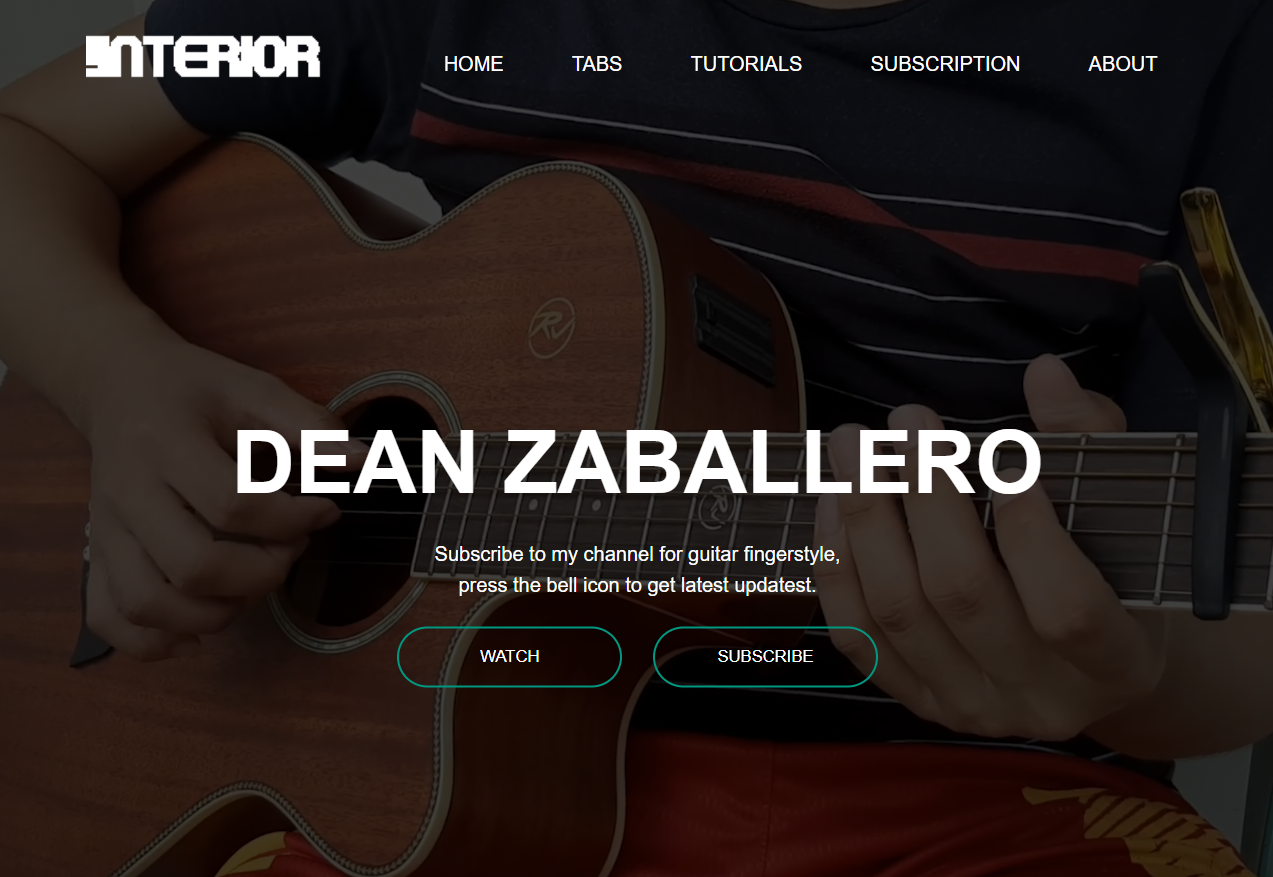 INTERIOR
HOME TABS TUTORIALS SUBSCRIPTION ABOUT
DEAN ZABALLERO
Subscribe to my channel for guitar fingerstyle,
press the bell icon to get latest updatest.
WATCH SUBSCRIBE